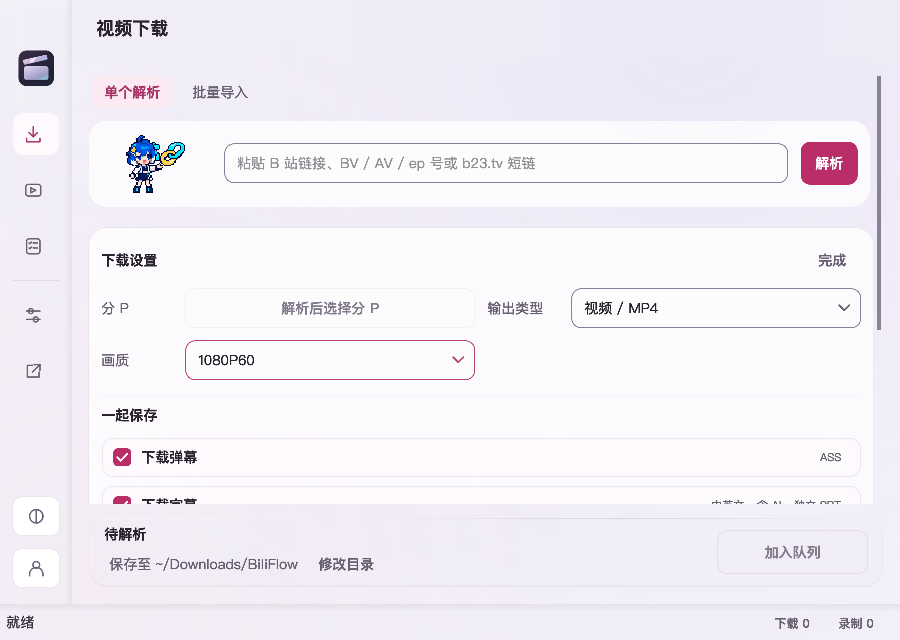 视频下载
单个解析 批量导入
粘贴 B 站链接、BV / AV / ep 号或 b23.tv 短链 解析
下载设置 完成
分 P 解析后选择分 P 输出类型 视频 / MP4
画质 1080P60
一起保存
下载弹幕 ASS
下载字幕
待解析
保存至 ~/Downloads/BiliFlow 修改目录
加入队列
就绪 下载 0 录制 0